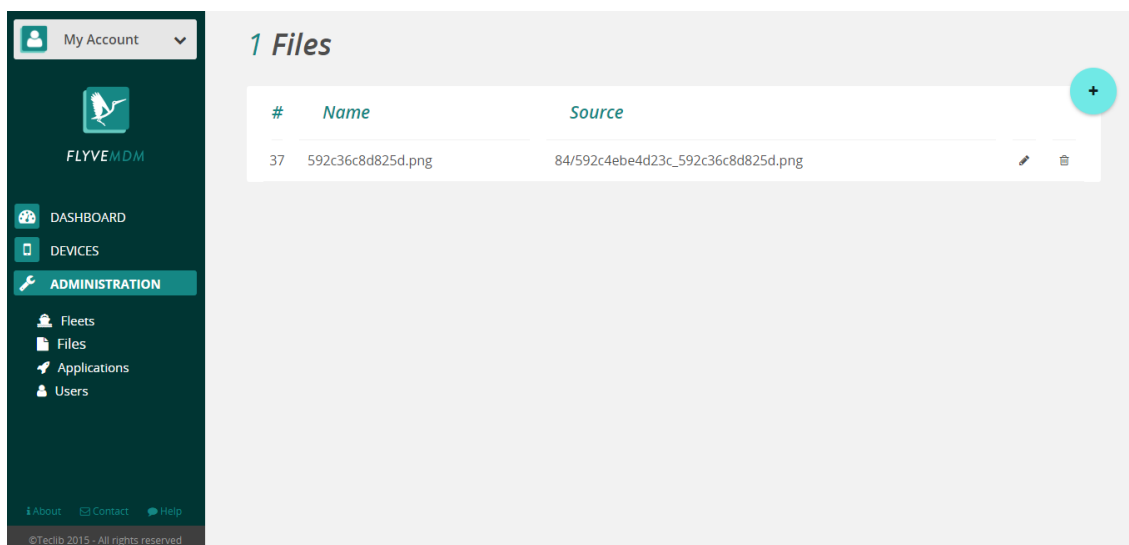 My Account
FLYVEMDM
DASHBOARD
DEVICES
ADMINISTRATION
Fleets
Files
Applications
Users
About Contact Help
©Teclib 2015 - All rights reserved
1 Files
+
# Name Source
37 592c36c8d825d.png 84/592c4ebe4d23c_592c36c8d825d.png